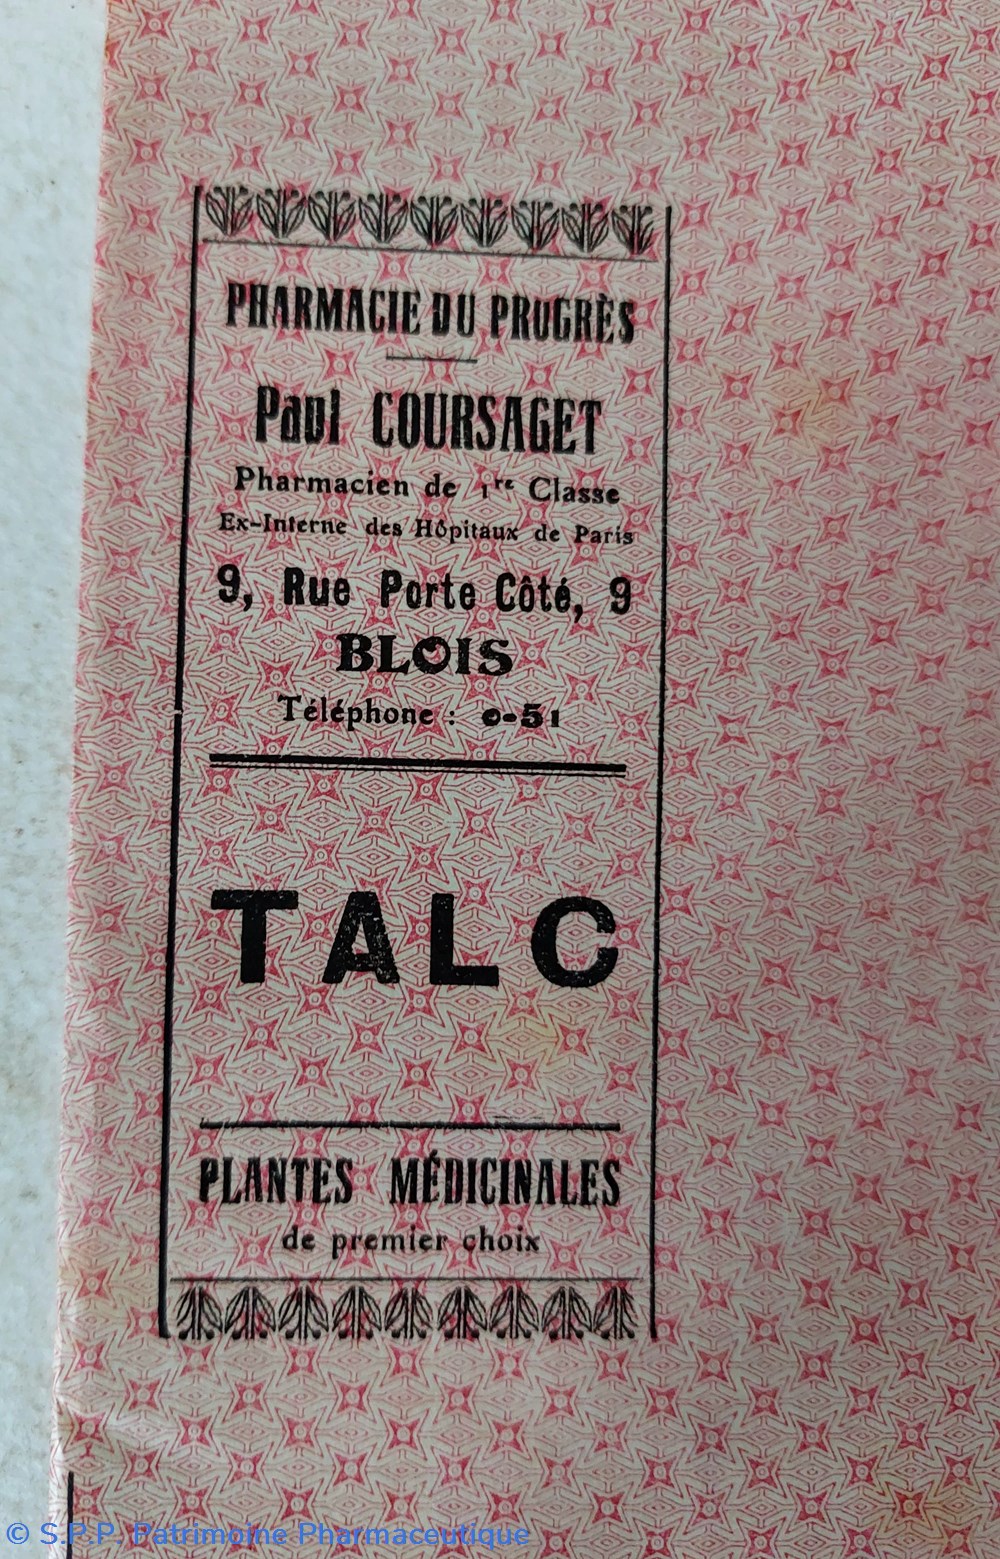 PHARMACIE DU PROGRÈS
Paul COURSAGET
Pharmacien de 1re Classe
Ex-Interne des Hôpitaux de Paris
9, Rue Porte Côté, 9
BLOIS
Téléphone : 0-51
TALC
PLANTES MÉDICINALES
de premier choix
© S.P.P. Patrimoine Pharmaceutique